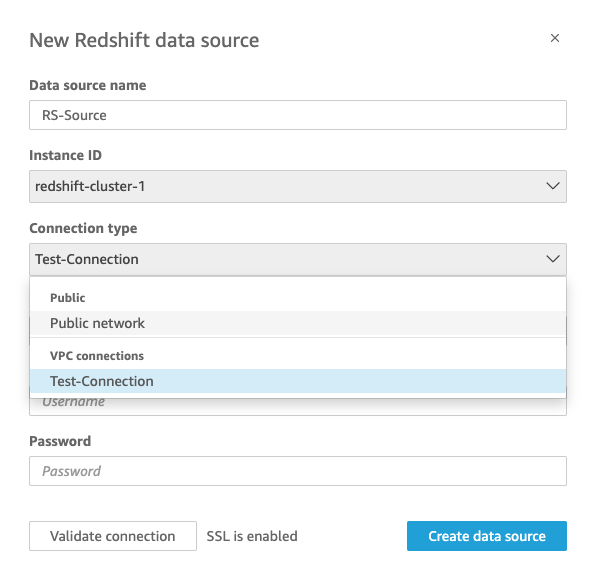 New Redshift data source
Data source name
RS-Source
Instance ID
redshift-cluster-1
Connection type
Test-Connection
Public
Public network
VPC connections
Test-Connection
Username
Password
Password
Validate connection SSL is enabled Create data source